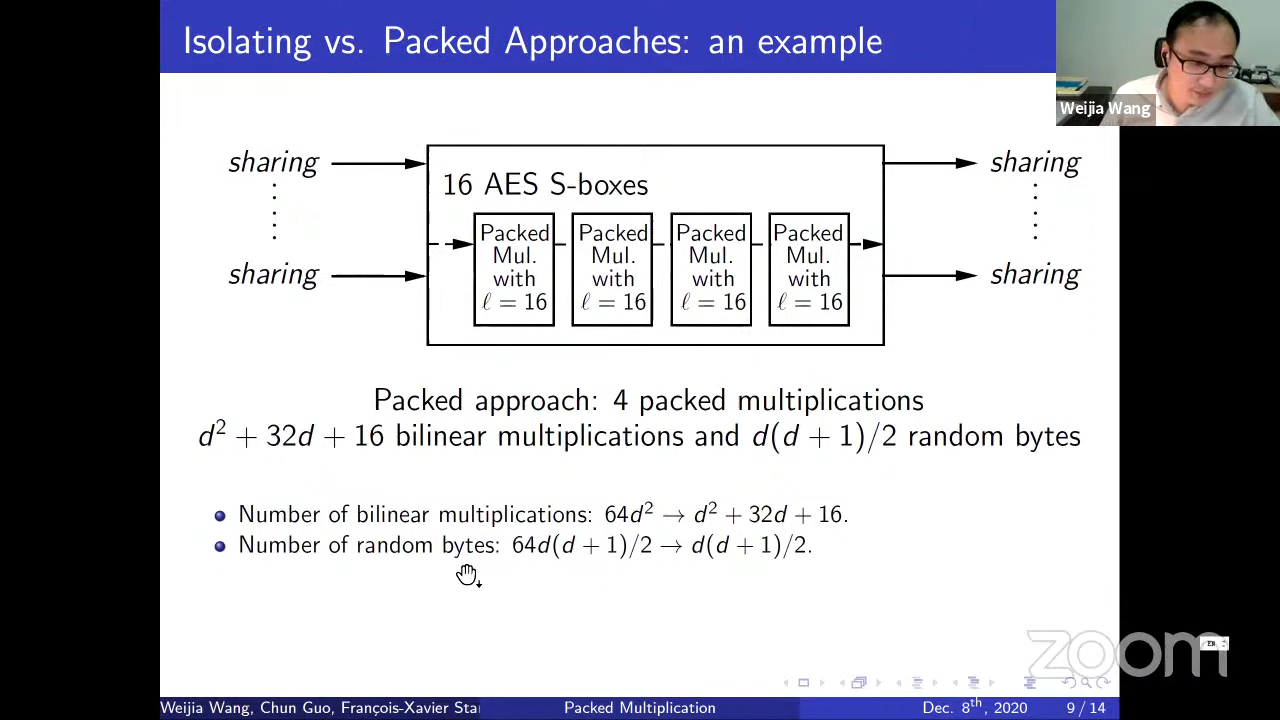 Isolating vs. Packed Approaches: an example
Weijia Wang
sharing
sharing
16 AES S-boxes
sharing
sharing
Packed Mul. with ℓ = 16
Packed Mul. with ℓ = 16
Packed Mul. with ℓ = 16
Packed Mul. with ℓ = 16
Packed approach: 4 packed multiplications
d² + 32d + 16 bilinear multiplications and d(d + 1)/2 random bytes
Number of bilinear multiplications: 64d² → d² + 32d + 16.
Number of random bytes: 64d(d + 1)/2 → d(d + 1)/2.
zoom
Weijia Wang, Chun Guo, François-Xavier
Packed Multiplication
Dec. 8th, 2020
9 / 14